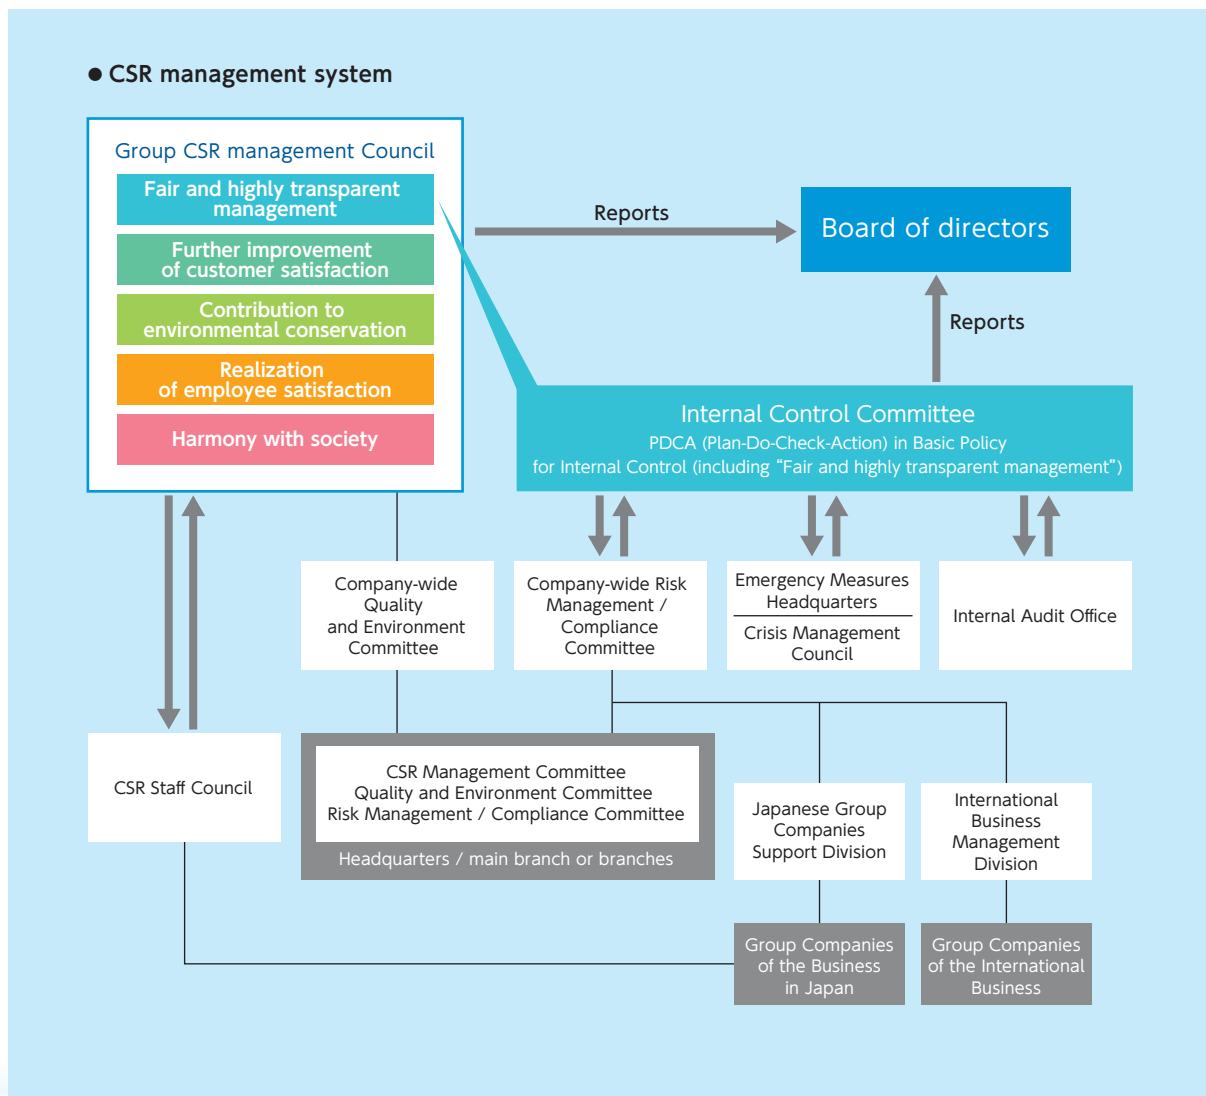 ● CSR management system
Group CSR management Council
Fair and highly transparent
management
Further improvement
of customer satisfaction
Contribution to
environmental conservation
Realization
of employee satisfaction
Harmony with society
Reports
Board of directors
Reports
Internal Control Committee
PDCA (Plan-Do-Check-Action) in Basic Policy
for Internal Control (including “Fair and highly transparent management”)
Company-wide
Quality
and Environment
Committee
Company-wide Risk
Management /
Compliance
Committee
Emergency Measures
Headquarters
Crisis Management
Council
Internal Audit Office
CSR Staff Council
CSR Management Committee
Quality and Environment Committee
Risk Management / Compliance Committee
Headquarters / main branch or branches
Japanese Group
Companies
Support Division
International
Business
Management
Division
Group Companies
of the Business
in Japan
Group Companies
of the International
Business